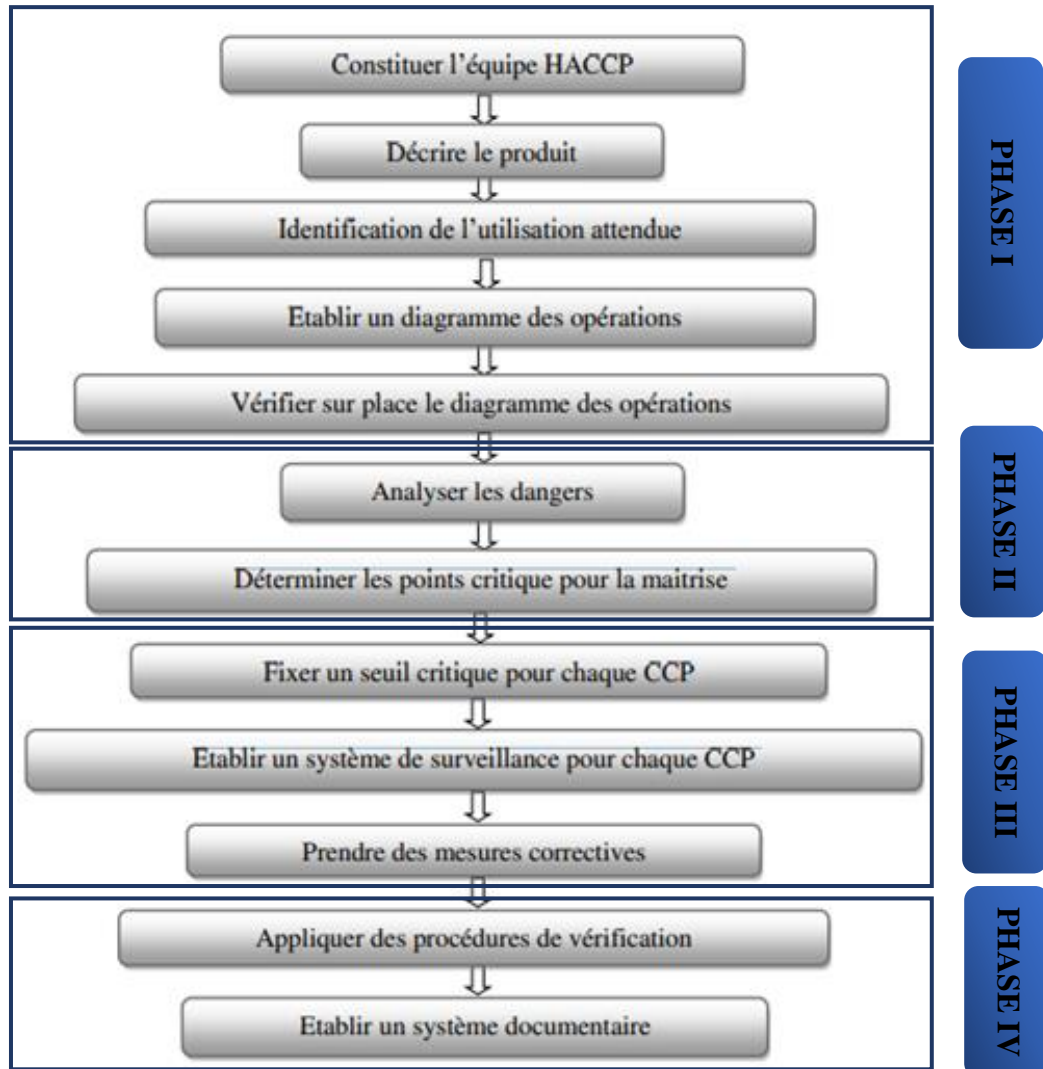 Constituer l'équipe HACCP
Décrire le produit
Identification de l'utilisation attendue
Etablir un diagramme des opérations
Vérifier sur place le diagramme des opérations
PHASE I
Analyser les dangers
Déterminer les points critique pour la maitrise
PHASE II
Fixer un seuil critique pour chaque CCP
Etablir un système de surveillance pour chaque CCP
Prendre des mesures correctives
PHASE III
Appliquer des procédures de vérification
Etablir un système documentaire
PHASE IV